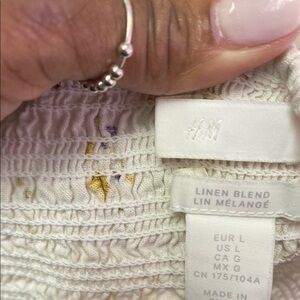 H&M
LINEN BLEND
LIN MÉLANGÉ
EUR L
US L
CA G
MX G
CN 175/104A
MADE IN